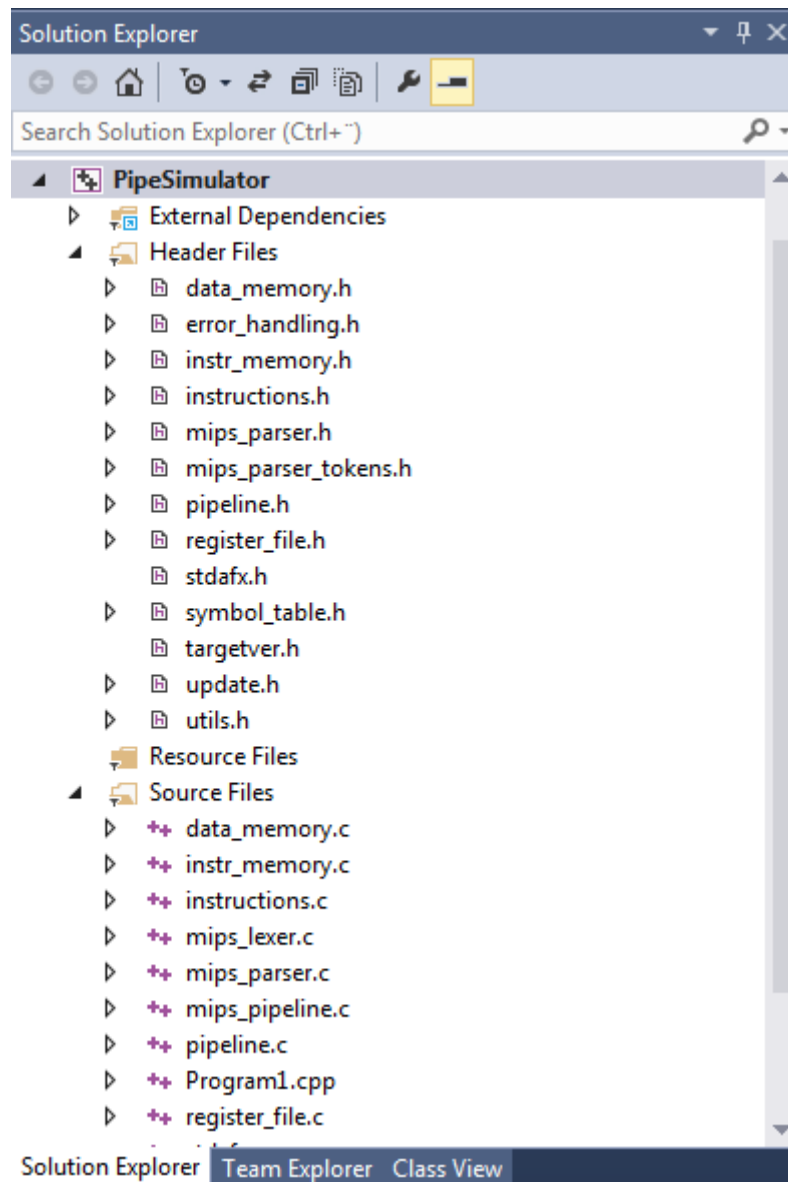 Solution Explorer
Search Solution Explorer (Ctrl+¨)
PipeSimulator
External Dependencies
Header Files
data_memory.h
error_handling.h
instr_memory.h
instructions.h
mips_parser.h
mips_parser_tokens.h
pipeline.h
register_file.h
stdafx.h
symbol_table.h
targetver.h
update.h
utils.h
Resource Files
Source Files
data_memory.c
instr_memory.c
instructions.c
mips_lexer.c
mips_parser.c
mips_pipeline.c
pipeline.c
Program1.cpp
register_file.c
Solution Explorer Team Explorer Class View